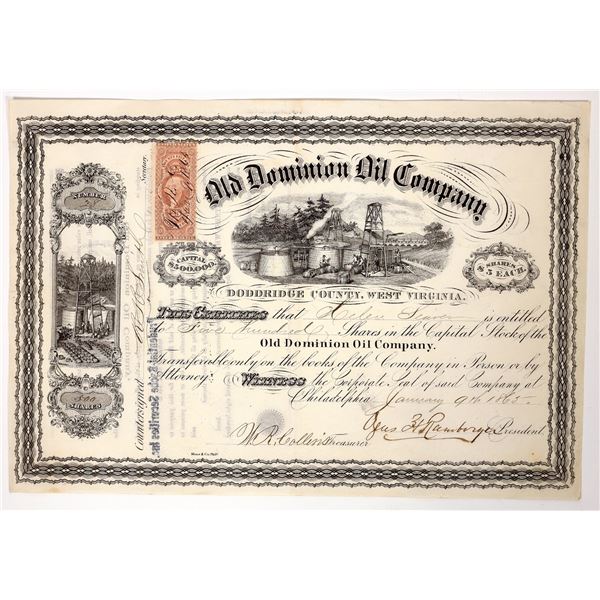 NUMBER
500
SHARES
Secretary.
Countersigned
Old Dominion Oil Company
CAPITAL
$500,000
SHARES
$5 EACH.
DODDRIDGE COUNTY, WEST VIRGINIA.
THIS CERTIFIES that Helen is entitled
to Five Hundred Shares in the Capital Stock of the
Old Dominion Oil Company.
Transferable only on the books of the Company in Person or by
Attorney. WITNESS the Corporate Seal of said Company at
Philadelphia January 9th 1865
President
W. R. Collins Treasurer